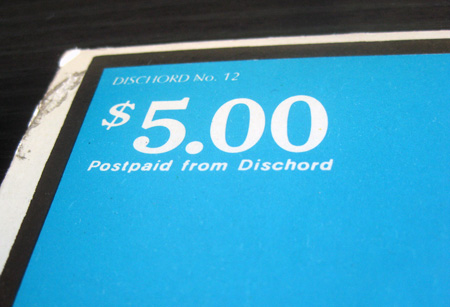 DISCHORD No. 12
$5.00
Postpaid from Dischord